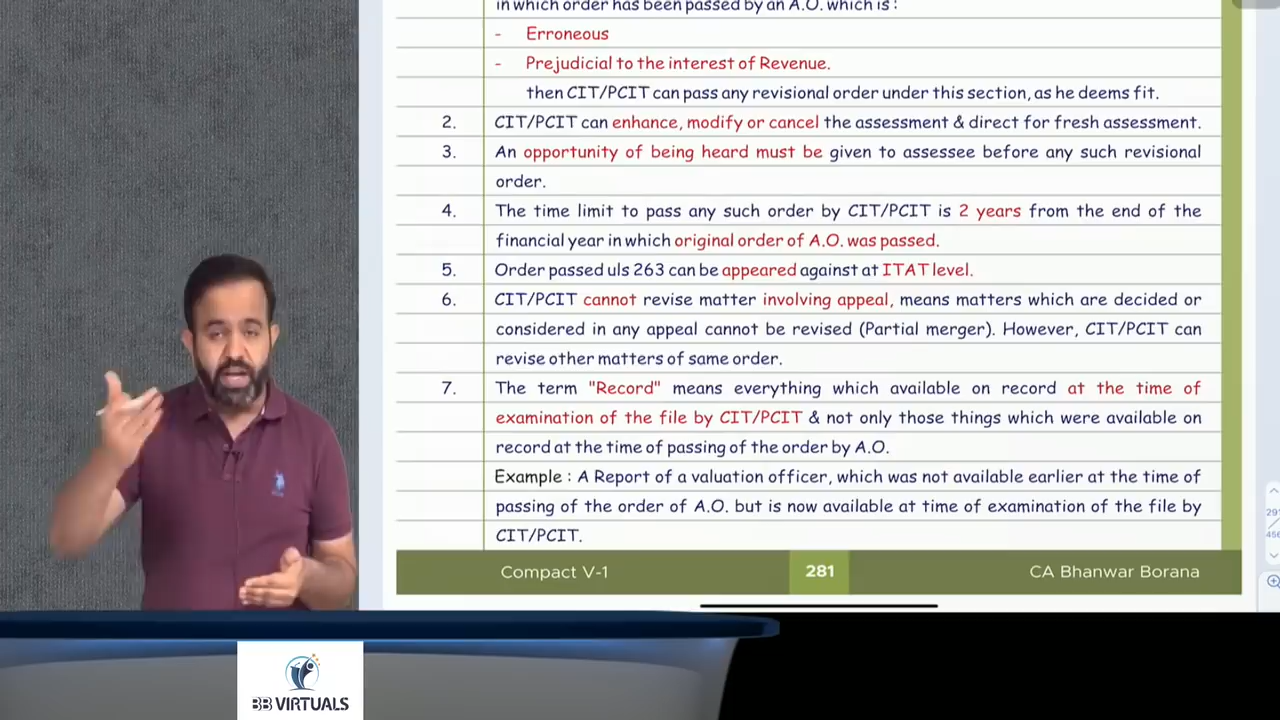 in which order has been passed by an A.O. which is :
- Erroneous
- Prejudicial to the interest of Revenue.
then CIT/PCIT can pass any revisional order under this section, as he deems fit.
2. CIT/PCIT can enhance, modify or cancel the assessment & direct for fresh assessment.
3. An opportunity of being heard must be given to assessee before any such revisional
order.
4. The time limit to pass any such order by CIT/PCIT is 2 years from the end of the
financial year in which original order of A.O. was passed.
5. Order passed uls 263 can be appeared against at ITAT level.
6. CIT/PCIT cannot revise matter involving appeal, means matters which are decided or
considered in any appeal cannot be revised (Partial merger). However, CIT/PCIT can
revise other matters of same order.
7. The term "Record" means everything which available on record at the time of
examination of the file by CIT/PCIT & not only those things which were available on
record at the time of passing of the order by A.O.
Example : A Report of a valuation officer, which was not available earlier at the time of
passing of the order of A.O. but is now available at time of examination of the file by
CIT/PCIT.
Compact V-1 281 CA Bhanwar Borana
291
/
456
BB VIRTUALS